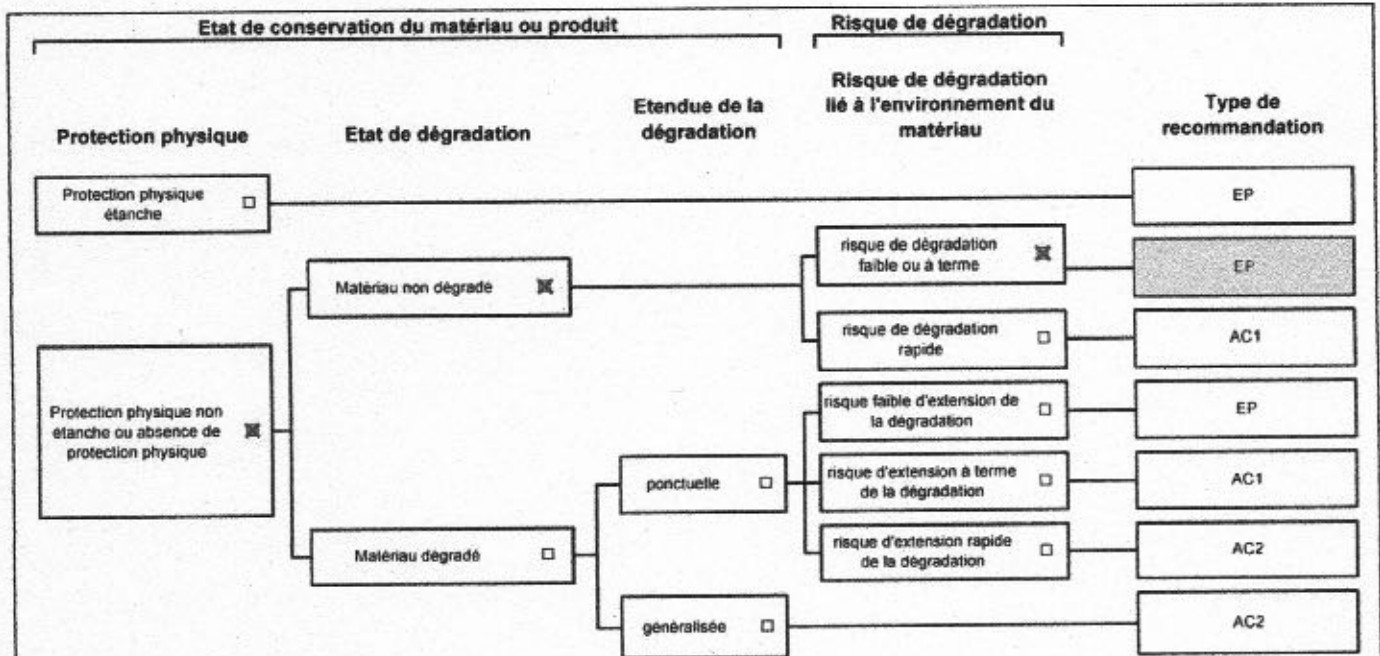 Etat de conservation du matériau ou produit
Risque de dégradation
Protection physique
Etat de dégradation
Etendue de la
dégradation
Risque de dégradation
lié à l'environnement du
matériau
Type de
recommandation
Protection physique
étanche
EP
risque de dégradation
faible ou à terme
EP
Matériau non dégradé
risque de dégradation
rapide
AC1
Protection physique non
étanche ou absence de
protection physique
risque faible d'extension de
la dégradation
EP
ponctuelle
risque d'extension à terme
de la dégradation
AC1
Matériau dégradé
risque d'extension rapide
de la dégradation
AC2
généralisée
AC2